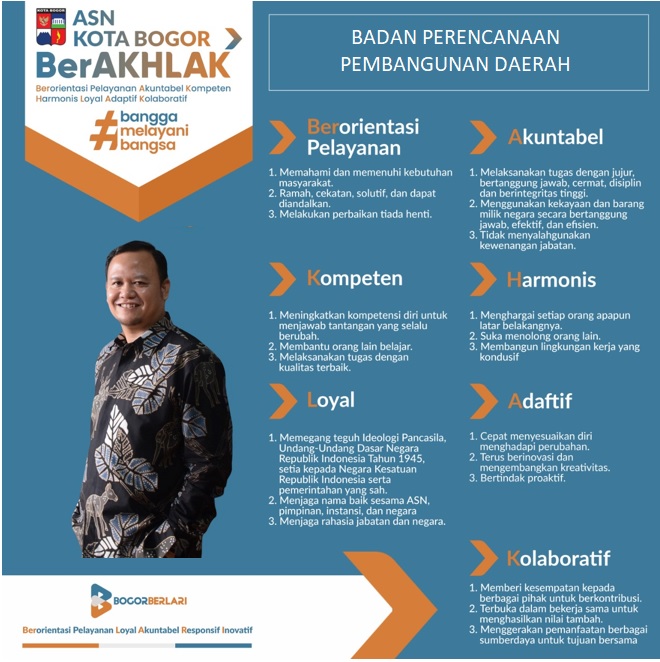 KOTA BOGOR
ASN
KOTA BOGOR
BerAKHLAK
Berorientasi Pelayanan Akuntabel Kompeten
Harmonis Loyal Adaptif Kolaboratif
#bangga
melayani
bangsa
BADAN PERENCANAAN
PEMBANGUNAN DAERAH
Berorientasi
Pelayanan
1. Memahami dan memenuhi kebutuhan
masyarakat.
2. Ramah, cekatan, solutif, dan dapat
diandalkan.
3. Melakukan perbaikan tiada henti.
Akuntabel
1. Melaksanakan tugas dengan jujur,
bertanggung jawab, cermat, disiplin
dan berintegritas tinggi.
2. Menggunakan kekayaan dan barang
milik negara secara bertanggung
jawab, efektif, dan efisien.
3. Tidak menyalahgunakan
kewenangan jabatan.
Kompeten
1. Meningkatkan kompetensi diri untuk
menjawab tantangan yang selalu
berubah.
2. Membantu orang lain belajar.
3. Melaksanakan tugas dengan
kualitas terbaik.
Harmonis
1. Menghargai setiap orang apapun
latar belakangnya.
2. Suka menolong orang lain.
3. Membangun lingkungan kerja yang
kondusif
Loyal
1. Memegang teguh Ideologi Pancasila,
Undang-Undang Dasar Negara
Republik Indonesia Tahun 1945,
setia kepada Negara Kesatuan
Republik Indonesia serta
pemerintahan yang sah.
2. Menjaga nama baik sesama ASN,
pimpinan, instansi, dan negara
3. Menjaga rahasia jabatan dan negara.
Adaftif
1. Cepat menyesuaikan diri
menghadapi perubahan.
2. Terus berinovasi dan
mengembangkan kreativitas.
3. Bertindak proaktif.
Kolaboratif
1. Memberi kesempatan kepada
berbagai pihak untuk berkontribusi.
2. Terbuka dalam bekerja sama untuk
menghasilkan nilai tambah.
3. Menggerakan pemanfaatan berbagai
sumberdaya untuk tujuan bersama
BOGORBERLARI
Berorientasi Pelayanan Loyal Akuntabel Responsif Inovatif